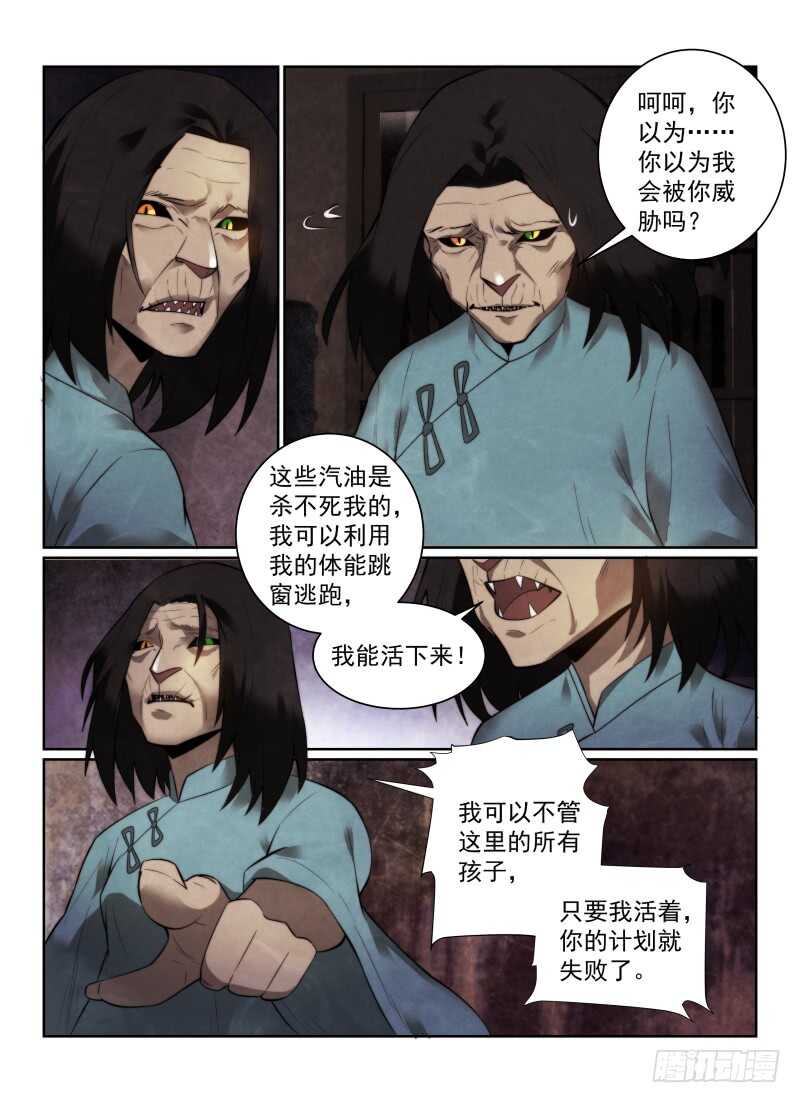 呵呵，你
以为……
你以为我
会被你威
胁吗？
这些汽油是
杀不死我的，
我可以利用
我的体能跳
窗逃跑，
我能活下来！
我可以不管
这里的所有
孩子，
只要我活着，
你的计划就
失败了。
腾讯动漫